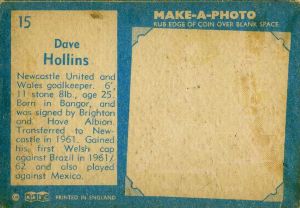 15
Dave
Hollins
Newcastle United and
Wales goalkeeper. 6',
11 stone 8lb., age 25.
Born in Bangor, and
was signed by Brighton
and Hove Albion.
Transferred to New-
castle in 1961. Gained
his first Welsh cap
against Brazil in 1961/
62 and also played
against Mexico.
MAKE-A-PHOTO
RUB EDGE OF COIN OVER BLANK SPACE
PRINTED IN ENGLAND